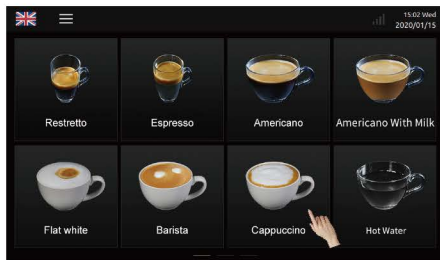 15:02 Wed
2020/01/15
Restretto
Espresso
Americano
Americano With Milk
Flat white
Barista
Cappuccino
Hot Water